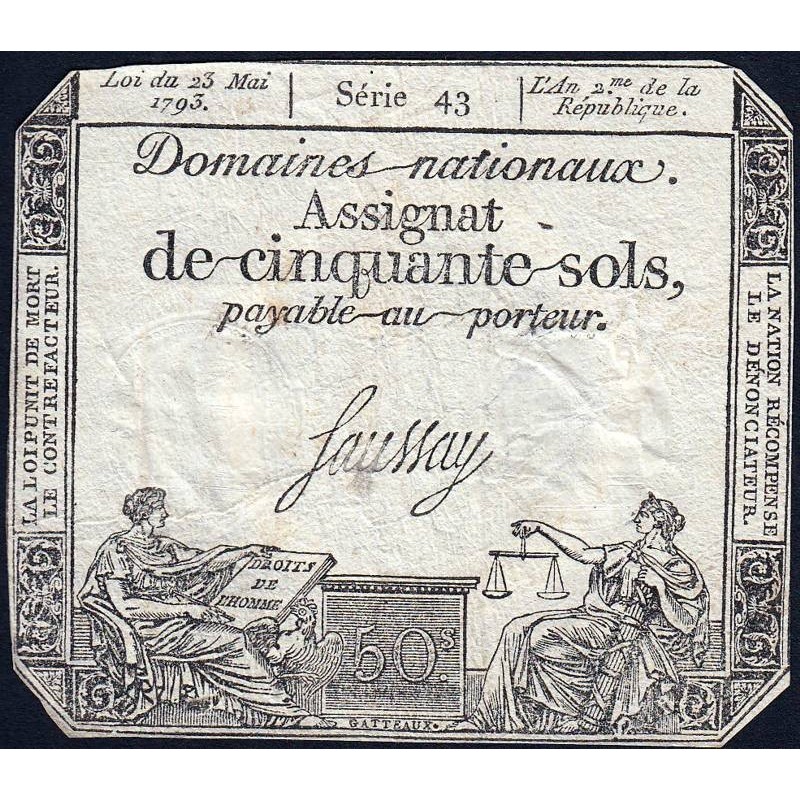 Loi du 23 Mai
1793.
Série 43
L'An 2.me de la
République.
Domaines nationaux.
Assignat
de cinquante sols,
payable au porteur.
LA LOI PUNIT DE MORT
LE CONTREFACTEUR.
LA NATION RÉCOMPENSE
LE DÉNONCIATEUR.
Saussay
DROITS
DE
L'HOMME
50.s
GATTEAUX.